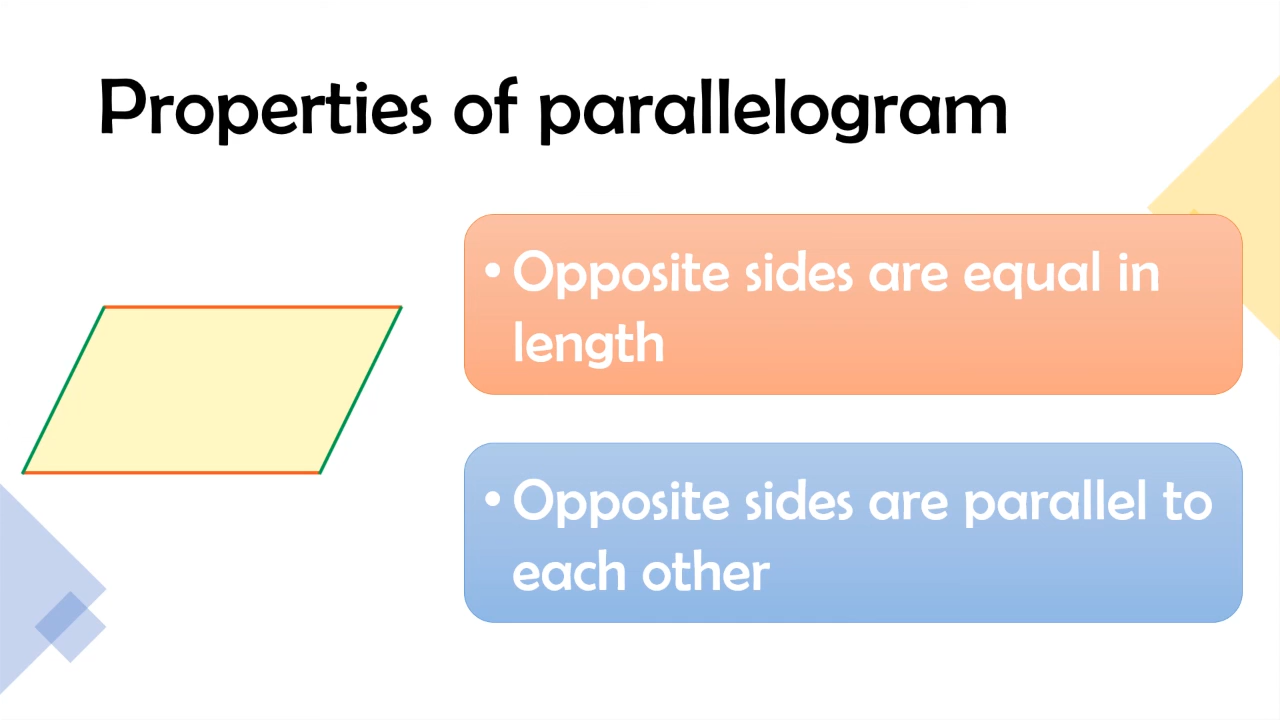 Properties of parallelogram
• Opposite sides are equal in
length
• Opposite sides are parallel to
each other